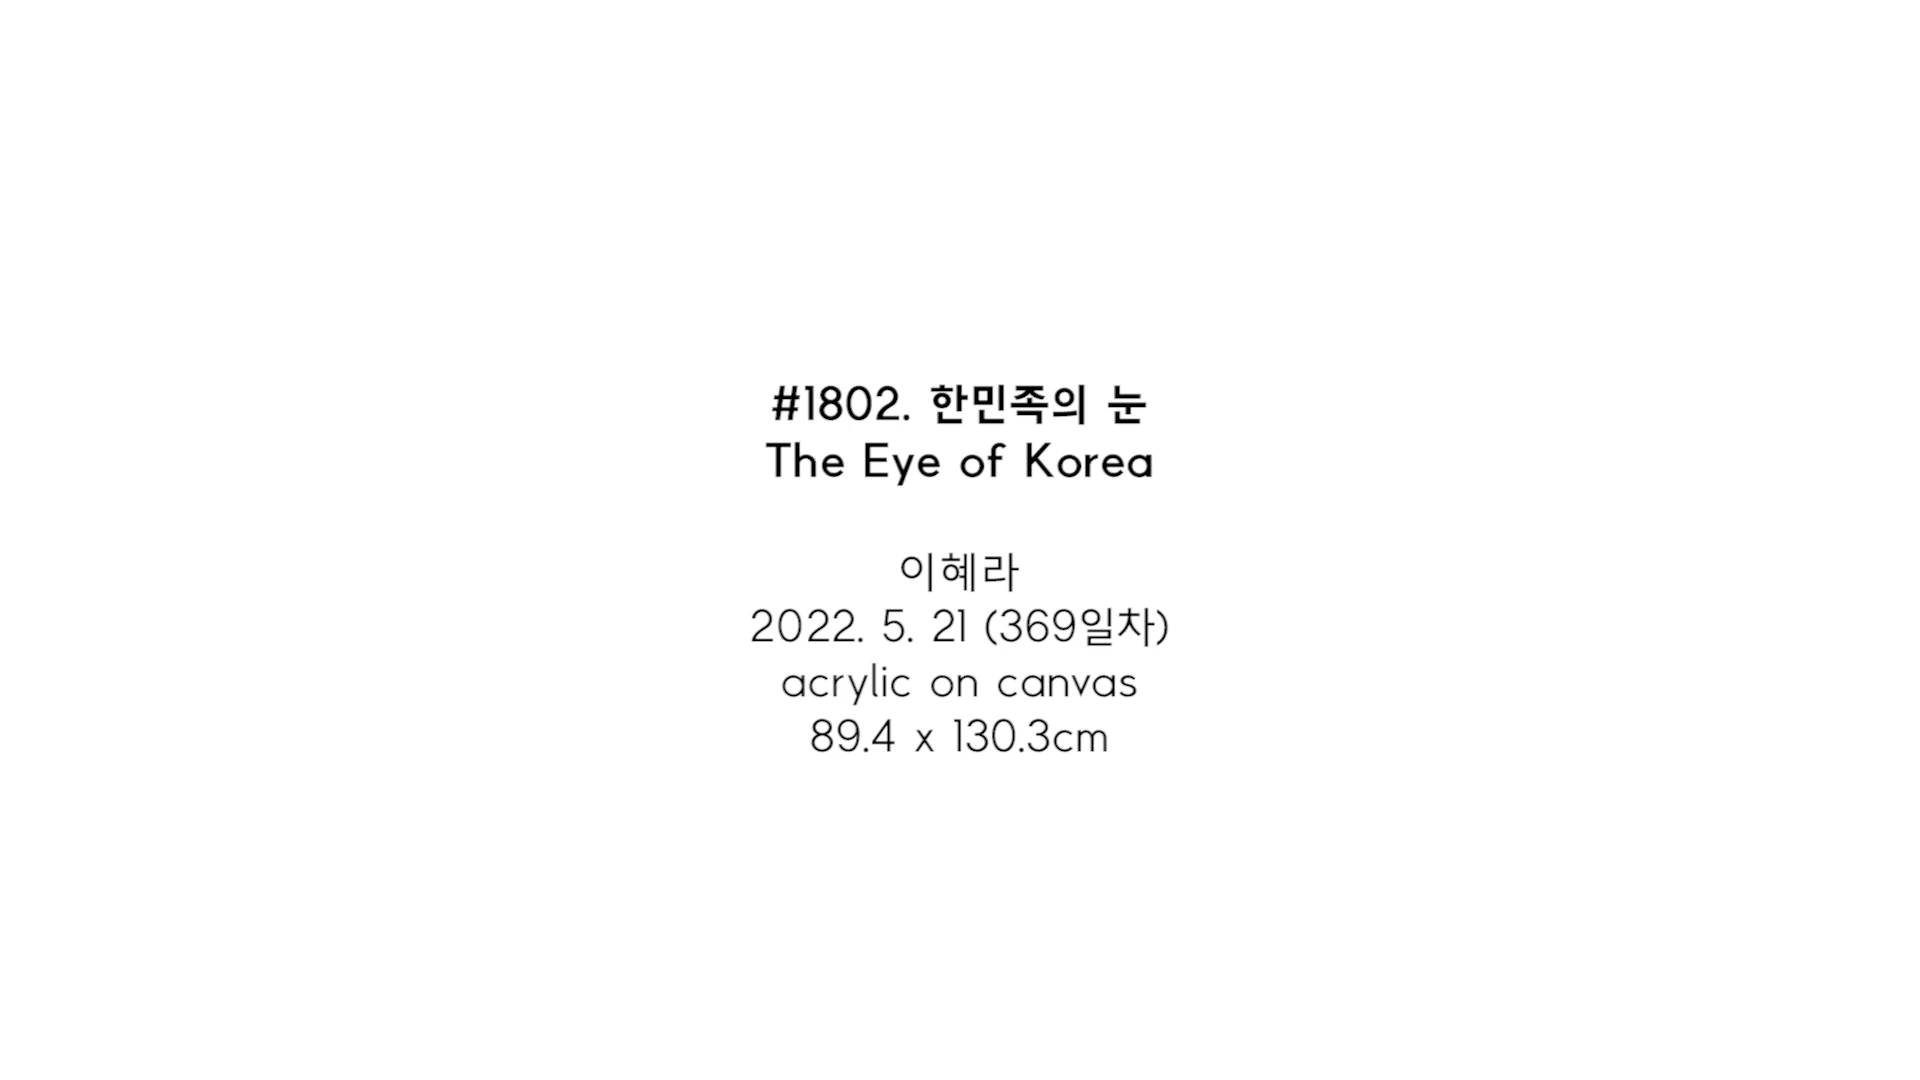 #1802. 한민족의 눈
The Eye of Korea
이혜라
2022. 5. 21 (369일차)
acrylic on canvas
89.4 x 130.3cm